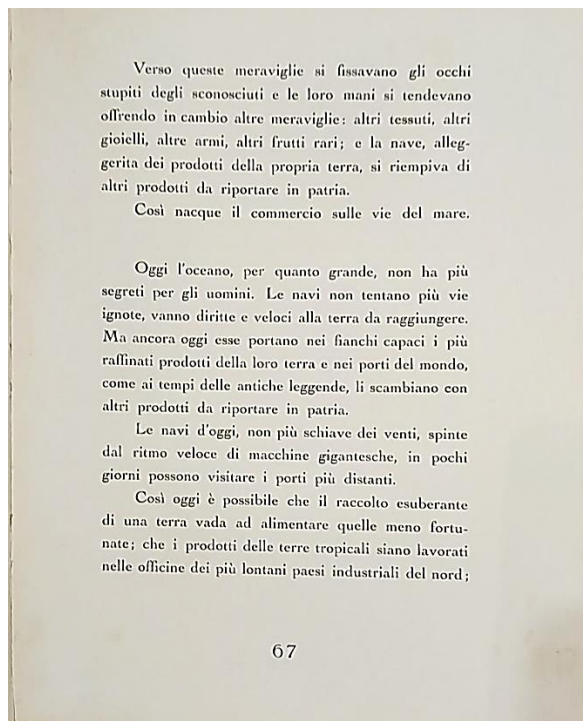 Verso queste meraviglie si fissavano gli occhi
stupiti degli sconosciuti e le loro mani si tendevano
offrendo in cambio altre meraviglie: altri tessuti, altri
gioielli, altre armi, altri frutti rari; e la nave, alleg-
gerita dei prodotti della propria terra, si riempiva di
altri prodotti da riportare in patria.
Così nacque il commercio sulle vie del mare.
Oggi l'oceano, per quanto grande, non ha più
segreti per gli uomini. Le navi non tentano più vie
ignote, vanno diritte e veloci alla terra da raggiungere.
Ma ancora oggi esse portano nei fianchi capaci i più
raffinati prodotti della loro terra e nei porti del mondo,
come ai tempi delle antiche leggende, li scambiano con
altri prodotti da riportare in patria.
Le navi d'oggi, non più schiave dei venti, spinte
dal ritmo veloce di macchine gigantesche, in pochi
giorni possono visitare i porti più distanti.
Così oggi è possibile che il raccolto esuberante
di una terra vada ad alimentare quelle meno fortu-
nate; che i prodotti delle terre tropicali siano lavorati
nelle officine dei più lontani paesi industriali del nord;
67